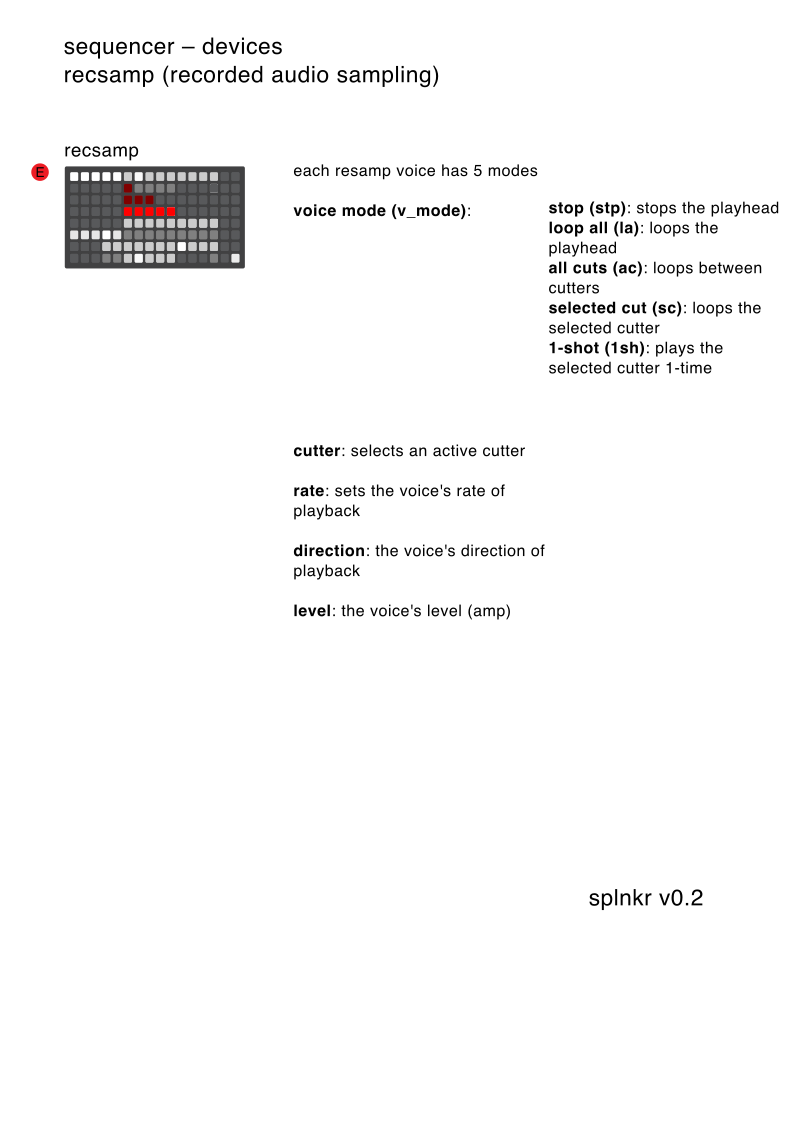 sequencer – devices
recsamp (recorded audio sampling)
recsamp
E
each resamp voice has 5 modes
voice mode (v_mode):
stop (stp): stops the playhead
loop all (la): loops the
playhead
all cuts (ac): loops between
cutters
selected cut (sc): loops the
selected cutter
1-shot (1sh): plays the
selected cutter 1-time
cutter: selects an active cutter
rate: sets the voice's rate of
playback
direction: the voice's direction of
playback
level: the voice's level (amp)
splnkr v0.2